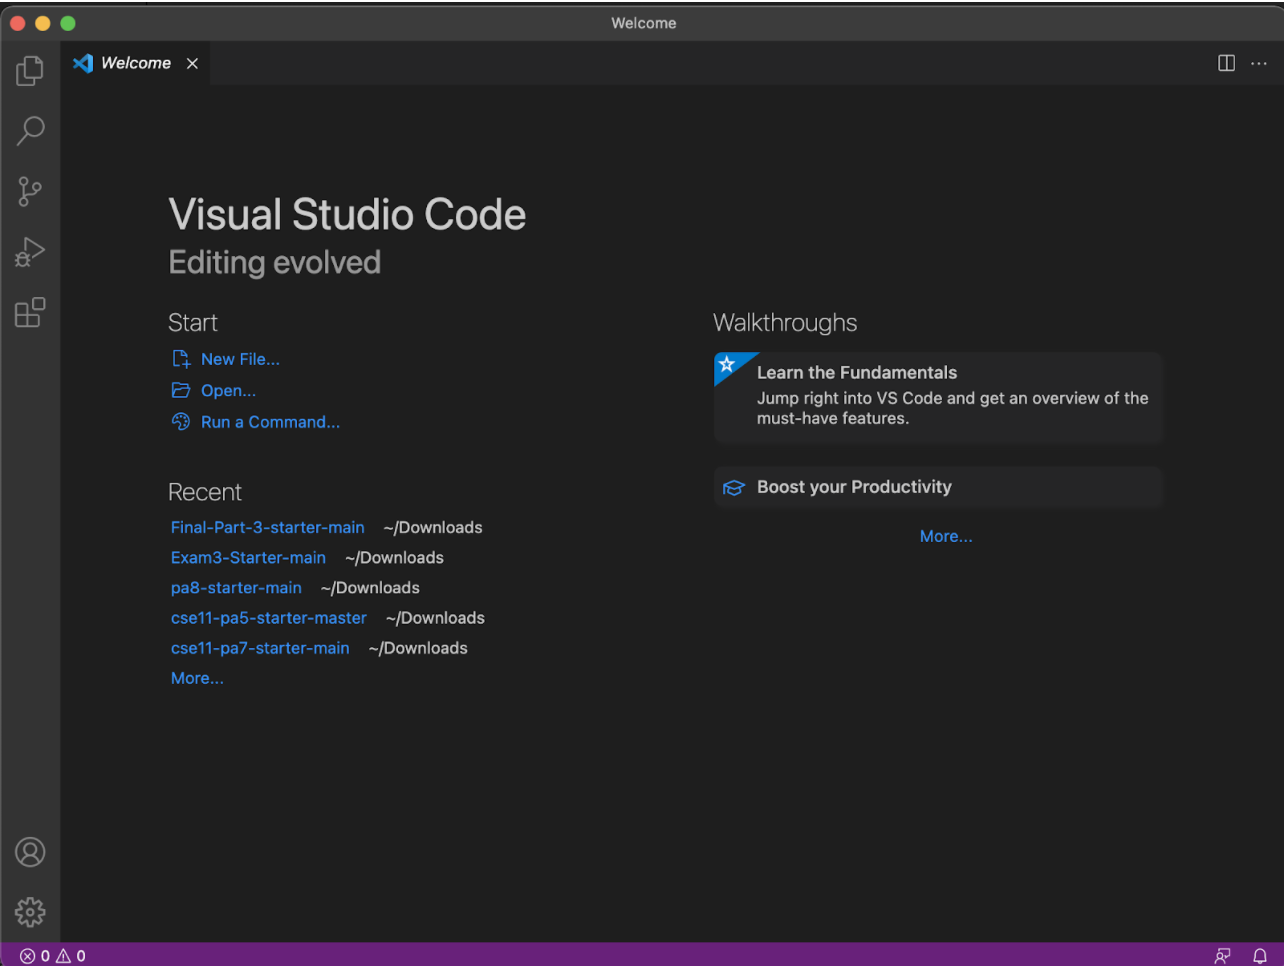 Welcome
Welcome
Visual Studio Code
Editing evolved
Start
New File...
Open...
Run a Command...
Recent
Final-Part-3-starter-main ~/Downloads
Exam3-Starter-main ~/Downloads
pa8-starter-main ~/Downloads
cse11-pa5-starter-master ~/Downloads
cse11-pa7-starter-main ~/Downloads
More...
Walkthroughs
Learn the Fundamentals
Jump right into VS Code and get an overview of the
must-have features.
Boost your Productivity
More...
0 0